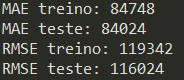 MAE treino: 84748
MAE teste: 84024
RMSE treino: 119342
RMSE teste: 116024